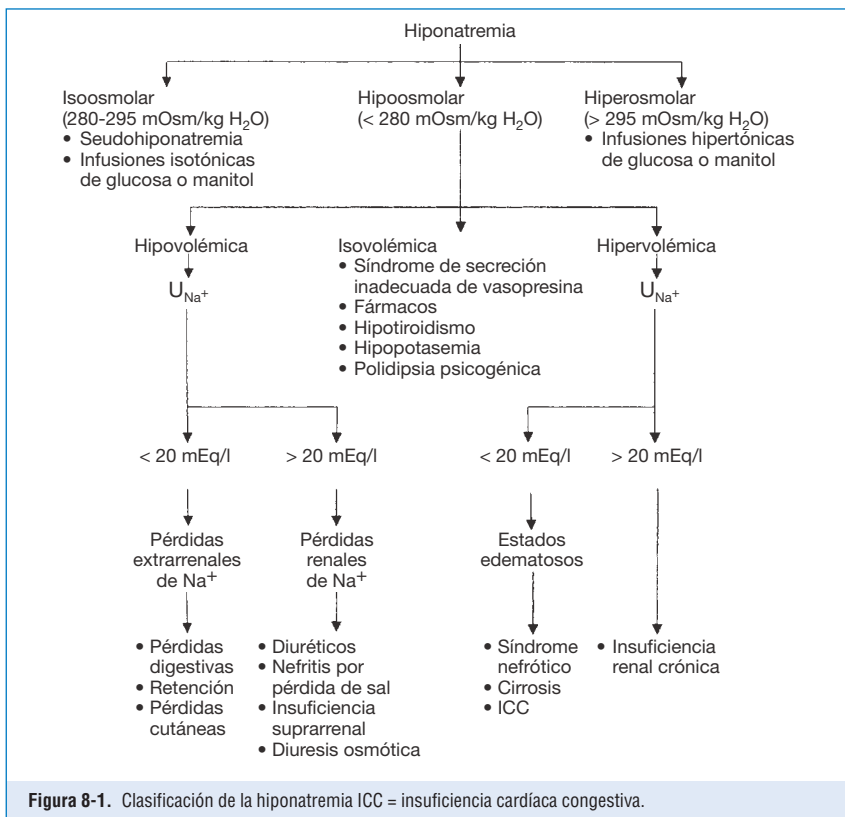 Hiponatremia
Isoosmolar
(280-295 mOsm/kg H₂O)
• Seudohiponatremia
• Infusiones isotónicas
de glucosa o manitol
Hipoosmolar
(< 280 mOsm/kg H₂O)
Hiperosmolar
(> 295 mOsm/kg H₂O)
• Infusiones hipertónicas
de glucosa o manitol
Hipovolémica
U Na⁺
Isovolémica
• Síndrome de secreción
inadecuada de vasopresina
• Fármacos
• Hipotiroidismo
• Hipopotasemia
• Polidipsia psicogénica
Hipervolémica
U Na⁺
< 20 mEq/l
> 20 mEq/l
< 20 mEq/l
> 20 mEq/l
Pérdidas
extrarrenales
de Na⁺
Pérdidas
renales
de Na⁺
Estados
edematosos
• Pérdidas
digestivas
• Retención
• Pérdidas
cutáneas
• Diuréticos
• Nefritis por
pérdida de sal
• Insuficiencia
suprarrenal
• Diuresis osmótica
• Síndrome
nefrótico
• Cirrosis
• ICC
• Insuficiencia
renal crónica
Figura 8-1. Clasificación de la hiponatremia ICC = insuficiencia cardíaca congestiva.